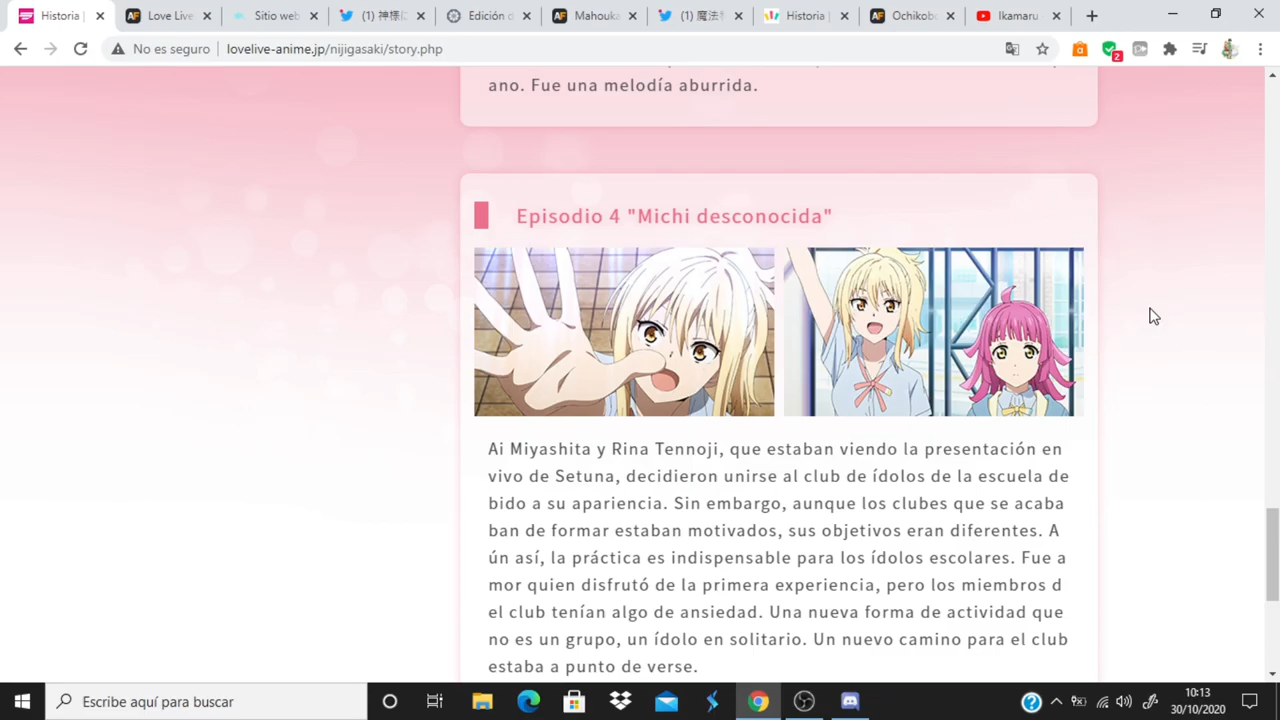 Historia |
Love Live
Sitio web
(1) 神様に
Edición d
Mahouka
(1) 魔法科
Historia |
Ochikobo
Ikamaru
No es seguro
lovelive-anime.jp/nijigasaki/story.php
2
ano. Fue una melodía aburrida.
Episodio 4 "Michi desconocida"
Ai Miyashita y Rina Tennoji, que estaban viendo la presentación en
vivo de Setuna, decidieron unirse al club de ídolos de la escuela de
bido a su apariencia. Sin embargo, aunque los clubes que se acaba
ban de formar estaban motivados, sus objetivos eran diferentes. A
ún así, la práctica es indispensable para los ídolos escolares. Fue a
mor quien disfrutó de la primera experiencia, pero los miembros d
el club tenían algo de ansiedad. Una nueva forma de actividad que
no es un grupo, un ídolo en solitario. Un nuevo camino para el club
estaba a punto de verse.
Escribe aquí para buscar
10:13
30/10/2020